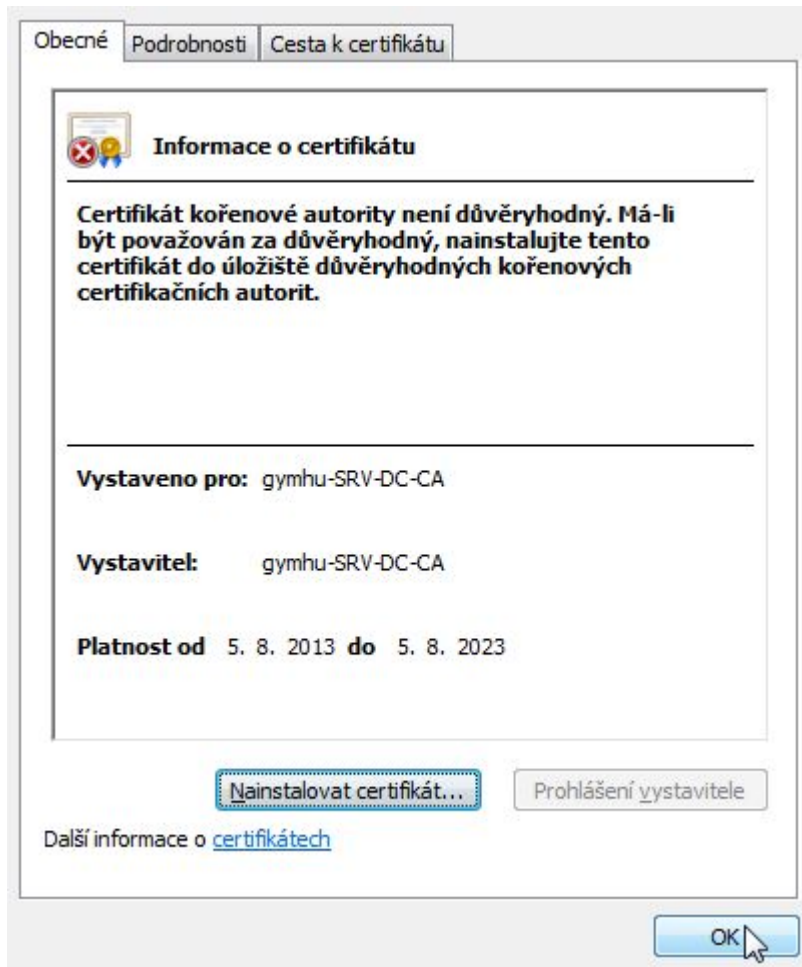 Obecné Podrobnosti Cesta k certifikátu
Informace o certifikátu
Certifikát kořenové autority není důvěryhodný. Má-li
být považován za důvěryhodný, nainstalujte tento
certifikát do úložiště důvěryhodných kořenových
certifikačních autorit.
Vystaveno pro: gymhu-SRV-DC-CA
Vystavitel: gymhu-SRV-DC-CA
Platnost od 5. 8. 2013 do 5. 8. 2023
Nainstalovat certifikát... Prohlášení vystavitele
Další informace o certifikátech
OK